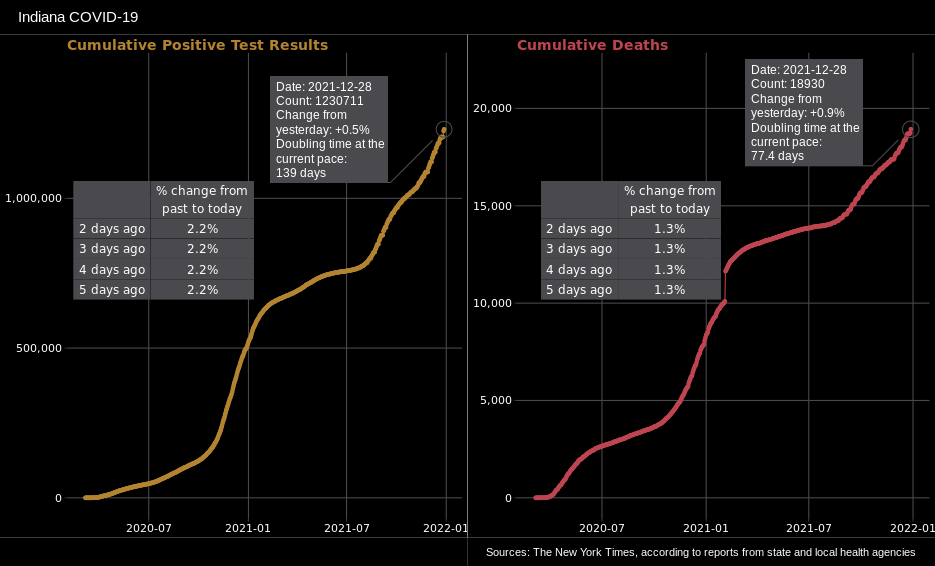 Indiana COVID-19
Cumulative Positive Test Results
Date: 2021-12-28
Count: 1230711
Change from
yesterday: +0.5%
Doubling time at the
current pace:
139 days
% change from
past to today
2 days ago 2.2%
3 days ago 2.2%
4 days ago 2.2%
5 days ago 2.2%
1,000,000
500,000
0
2020-07 2021-01 2021-07 2022-01
Cumulative Deaths
Date: 2021-12-28
Count: 18930
Change from
yesterday: +0.9%
Doubling time at the
current pace:
77.4 days
% change from
past to today
2 days ago 1.3%
3 days ago 1.3%
4 days ago 1.3%
5 days ago 1.3%
20,000
15,000
10,000
5,000
0
2020-07 2021-01 2021-07 2022-01
Sources: The New York Times, according to reports from state and local health agencies